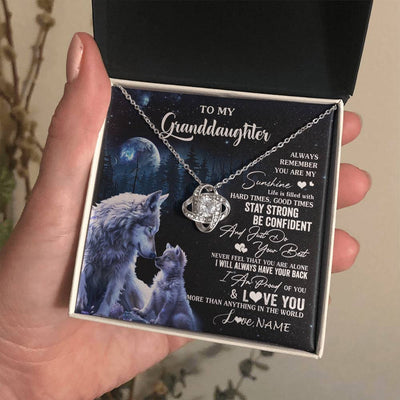 TO MY
Granddaughter
ALWAYS
REMEMBER
YOU ARE MY
Sunshine
Life is filled with
HARD TIMES, GOOD TIMES
STAY STRONG
BE CONFIDENT
And Just Do
Your Best
NEVER FEEL THAT YOU ARE ALONE
I WILL ALWAYS HAVE YOUR BACK
I Am Proud OF YOU
& LOVE YOU
MORE THAN ANYTHING IN THE WORLD
Love, NAME